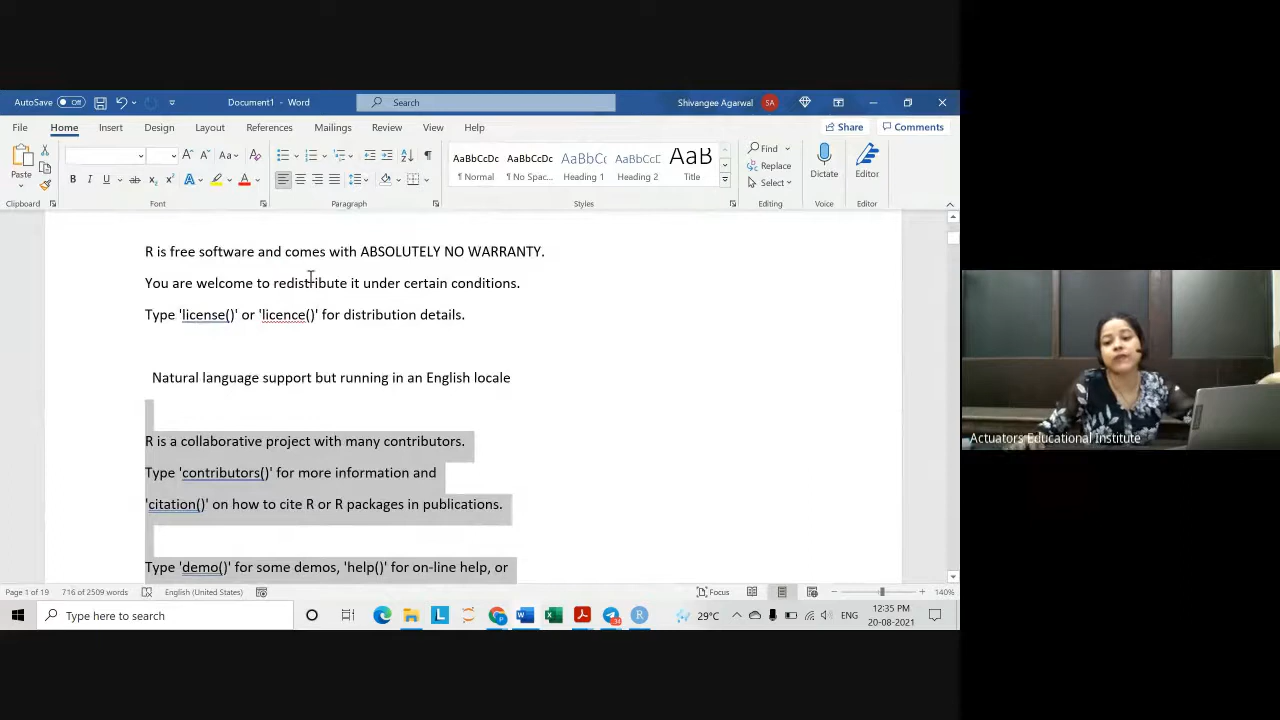 AutoSave Off Document1 - Word Search Shivangee Agarwal SA
File Home Insert Design Layout References Mailings Review View Help Share Comments
Paste Clipboard
Font
Paragraph
AaBbCcDc AaBbCcDc AaBbCc AaBbCcD AaB
¶ Normal ¶ No Spac... Heading 1 Heading 2 Title
Styles
Find
Replace
Select
Editing
Dictate
Voice
Editor
Editor
R is free software and comes with ABSOLUTELY NO WARRANTY.
You are welcome to redistribute it under certain conditions.
Type 'license()' or 'licence()' for distribution details.
Natural language support but running in an English locale
R is a collaborative project with many contributors.
Type 'contributors()' for more information and
'citation()' on how to cite R or R packages in publications.
Type 'demo()' for some demos, 'help()' for on-line help, or
Page 1 of 19 716 of 2509 words English (United States) Focus 140%
Type here to search 29°C ENG 12:35 PM
20-08-2021
Actuators Educational Institute